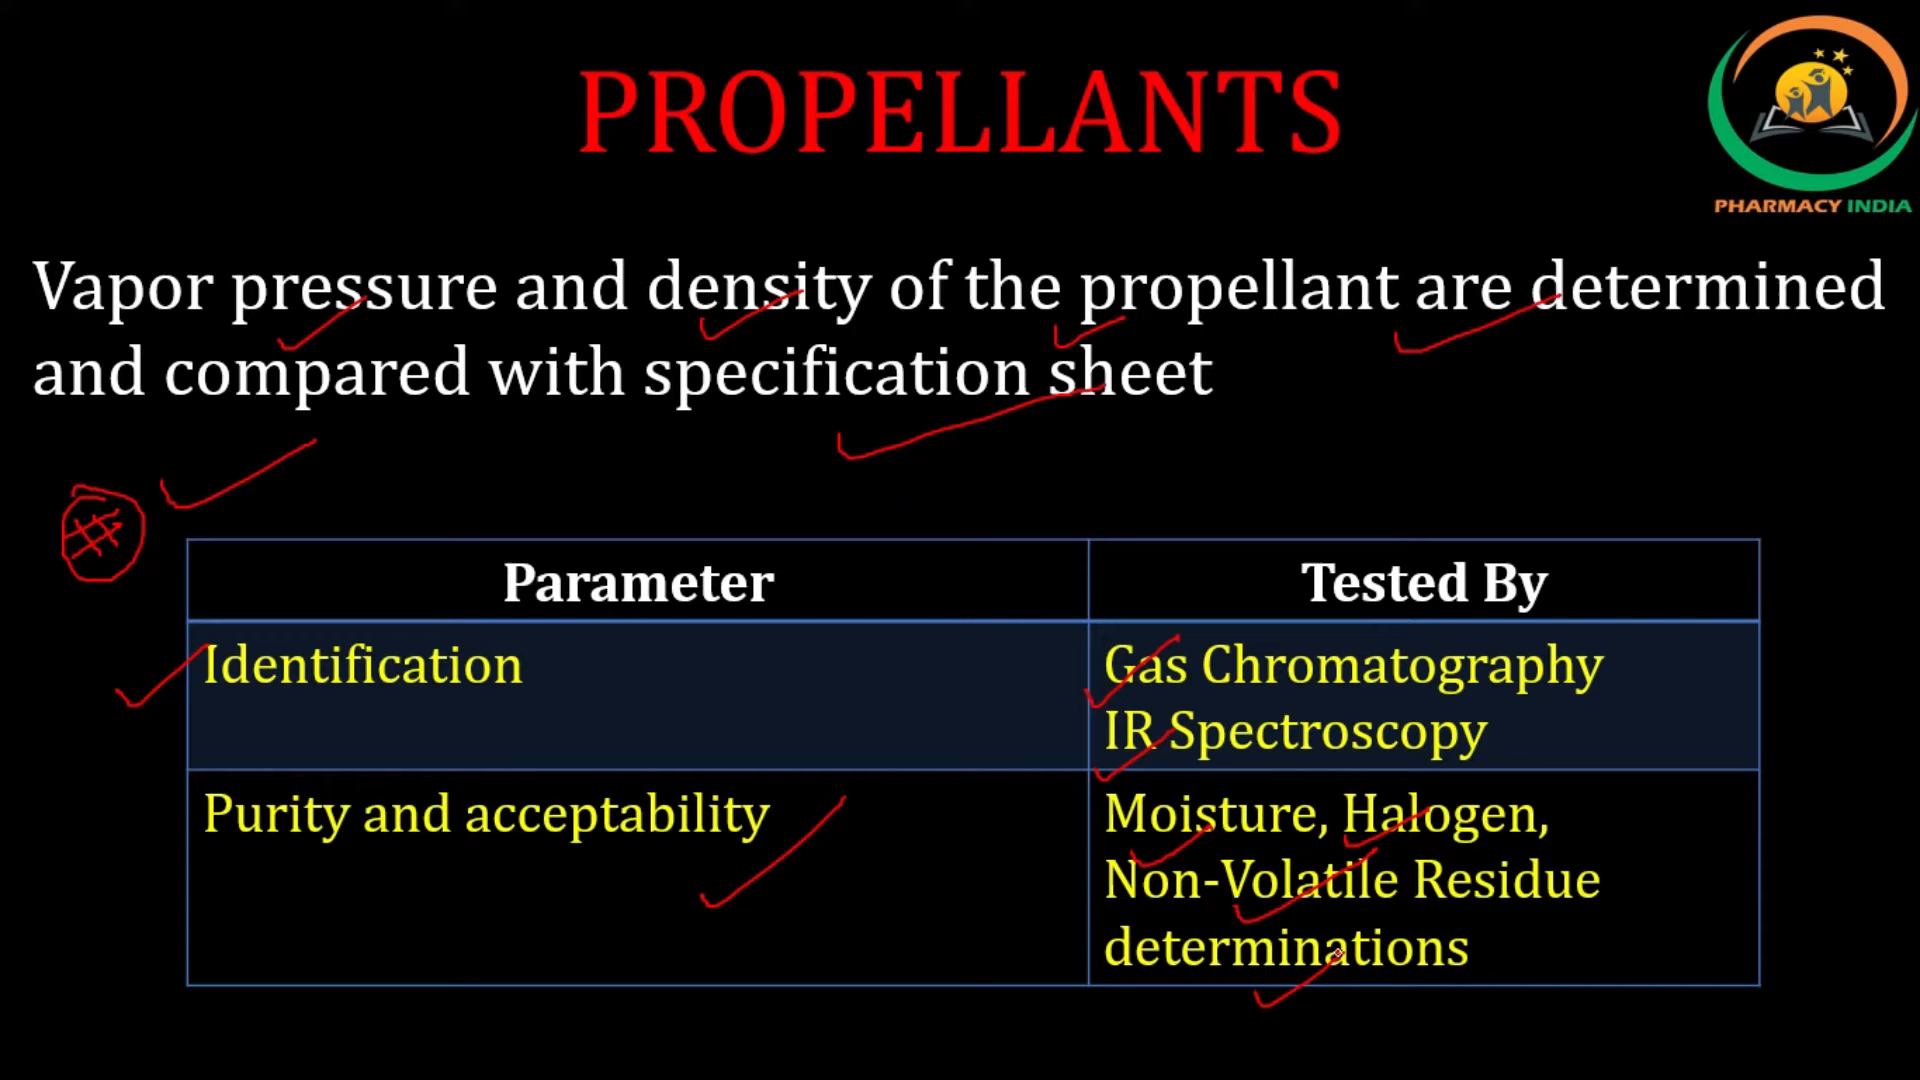 PROPELLANTS
PHARMACY INDIA
Vapor pressure and density of the propellant are determined
and compared with specification sheet
Parameter
Tested By
Identification
Gas Chromatography
IR Spectroscopy
Purity and acceptability
Moisture, Halogen,
Non-Volatile Residue
determinations